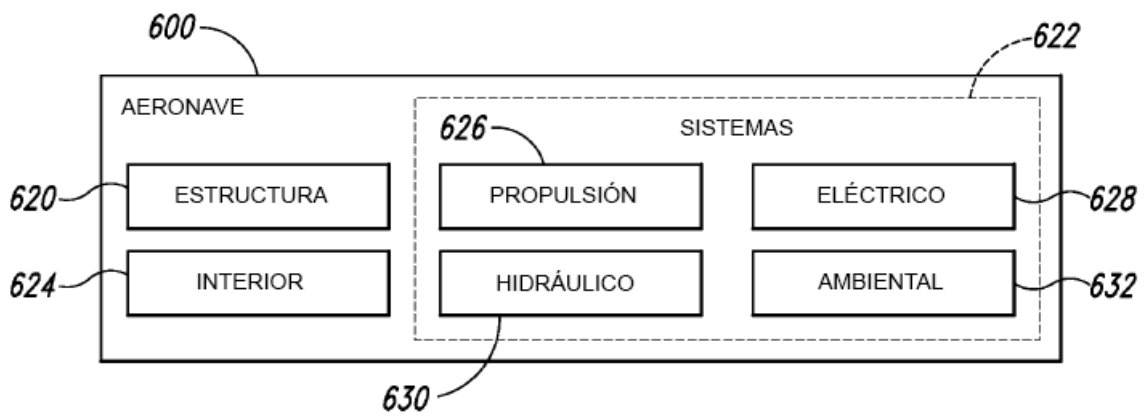 600
622
AERONAVE
626
SISTEMAS
620
ESTRUCTURA
PROPULSIÓN
ELÉCTRICO
628
624
INTERIOR
HIDRÁULICO
AMBIENTAL
632
630